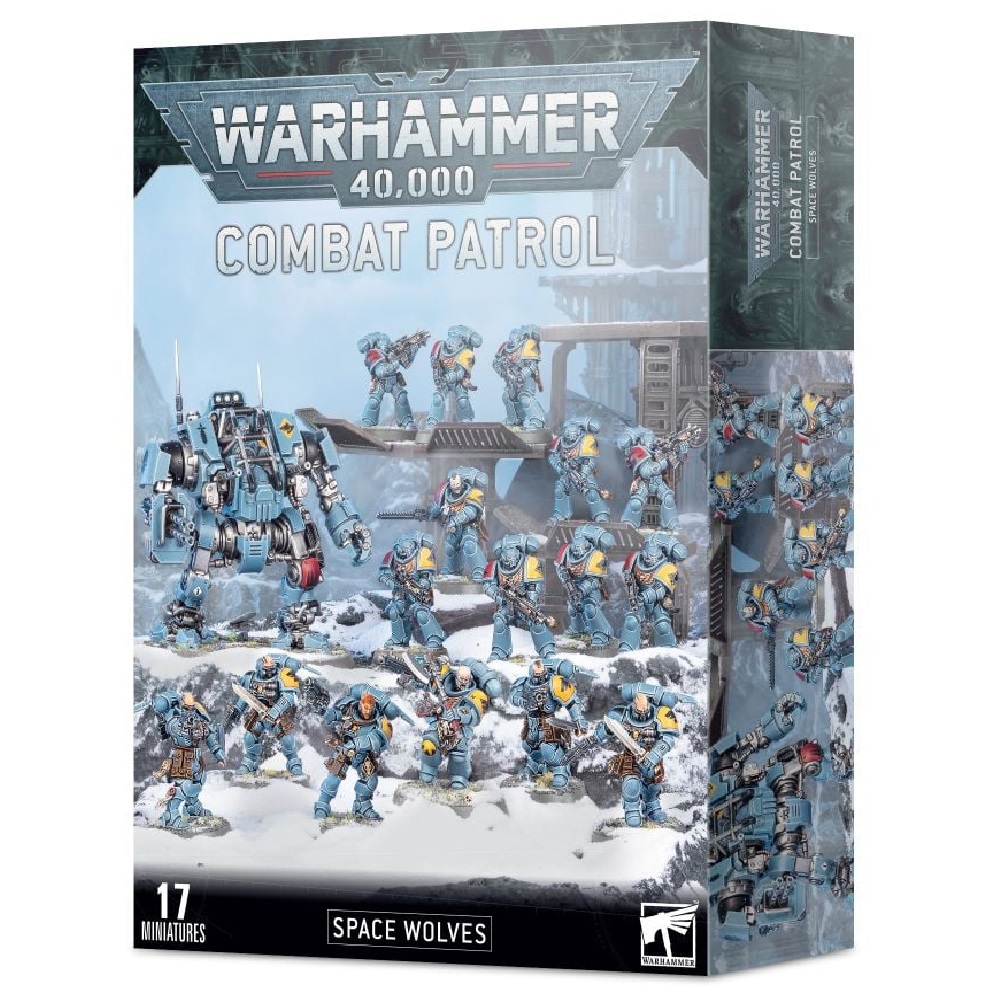 WARHAMMER
40,000
COMBAT PATROL
17
MINIATURES
SPACE WOLVES
WARHAMMER
WARHAMMER
40,000
COMBAT PATROL
SPACE WOLVES